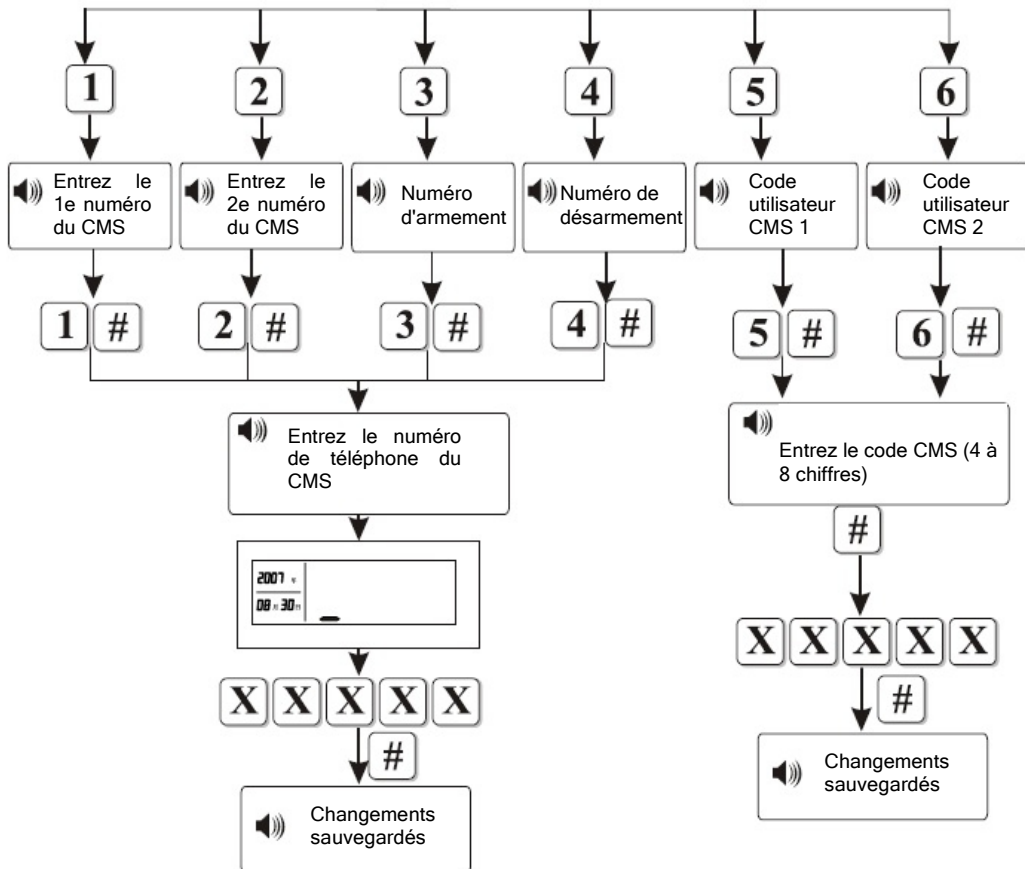 1 2 3 4 5 6
Entrez le
1e numéro
du CMS
Entrez le
2e numéro
du CMS
Numéro
d'armement
Numéro de
désarmement
Code
utilisateur
CMS 1
Code
utilisateur
CMS 2
1 #
2 #
3 #
4 #
5 #
6 #
Entrez le numéro
de téléphone du
CMS
Entrez le code CMS (4 à
8 chiffres)
#
2007
08 30
X X X X X
#
Changements
sauvegardés
X X X X X
#
Changements
sauvegardés